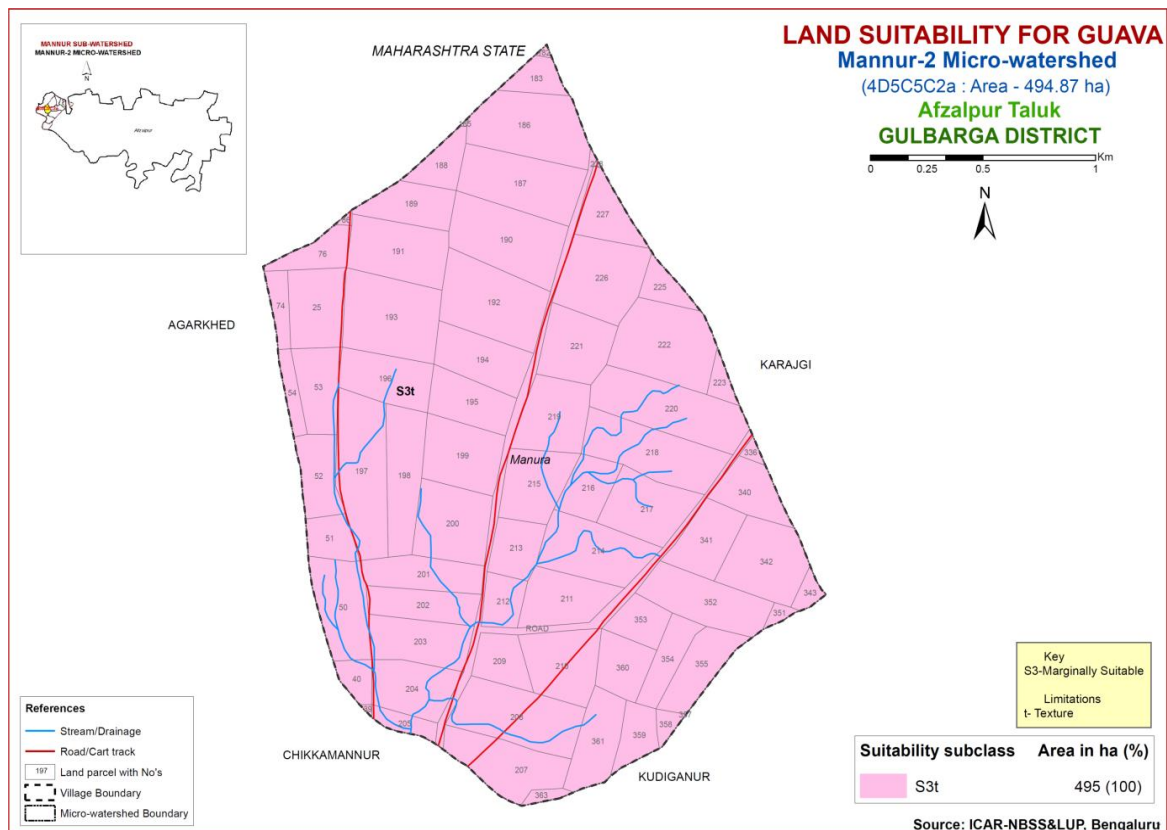 MANNUR SUB-WATERSHED
MANNUR-2 MICRO-WATERSHED
N
Afzalpur
MAHARASHTRA STATE
LAND SUITABILITY FOR GUAVA
Mannur-2 Micro-watershed
(4D5C5C2a : Area - 494.87 ha)
Afzalpur Taluk
GULBARGA DISTRICT
Km
0 0.25 0.5 1
N
183
186
188
187
189
227
190
191
76
226
225
74
25
192
193
221
222
194
223
196
53
S3t
54
195
220
219
199
218
Manura
336
52
197
198
215
216
340
217
200
51
213
341
214
342
201
212
211
343
50
202
352
351
353
ROAD
203
209
210
360
354
355
40
204
205
206
361
359
358
357
207
363
AGARKHED
KARAJGI
CHIKKAMANNUR
KUDIGANUR
References
Stream/Drainage
Road/Cart track
197 Land parcel with No's
Village Boundary
Micro-watershed Boundary
Key
S3-Marginally Suitable
Limitations
t- Texture
Suitability subclass Area in ha (%)
S3t 495 (100)
Source: ICAR-NBSS&LUP, Bengaluru